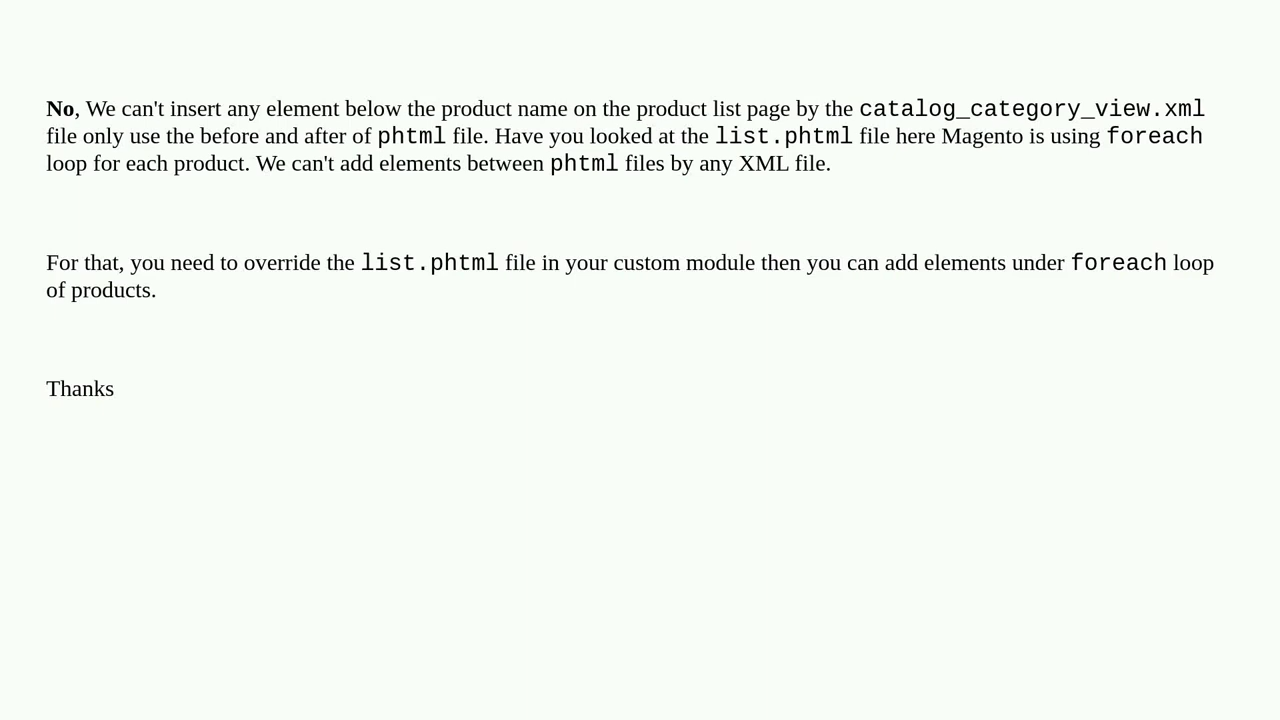 No, We can't insert any element below the product name on the product list page by the catalog_category_view.xml
file only use the before and after of phtml file. Have you looked at the list.phtml file here Magento is using foreach
loop for each product. We can't add elements between phtml files by any XML file.
For that, you need to override the list.phtml file in your custom module then you can add elements under foreach loop
of products.
Thanks